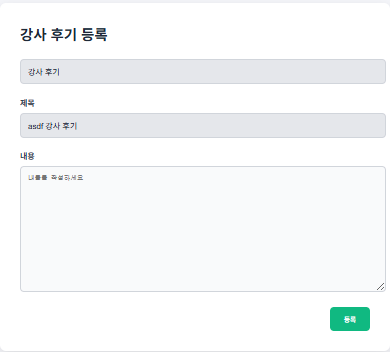 강사 후기 등록
강사 후기
제목
asdf 강사 후기
내용
내용을 작성하세요
등록